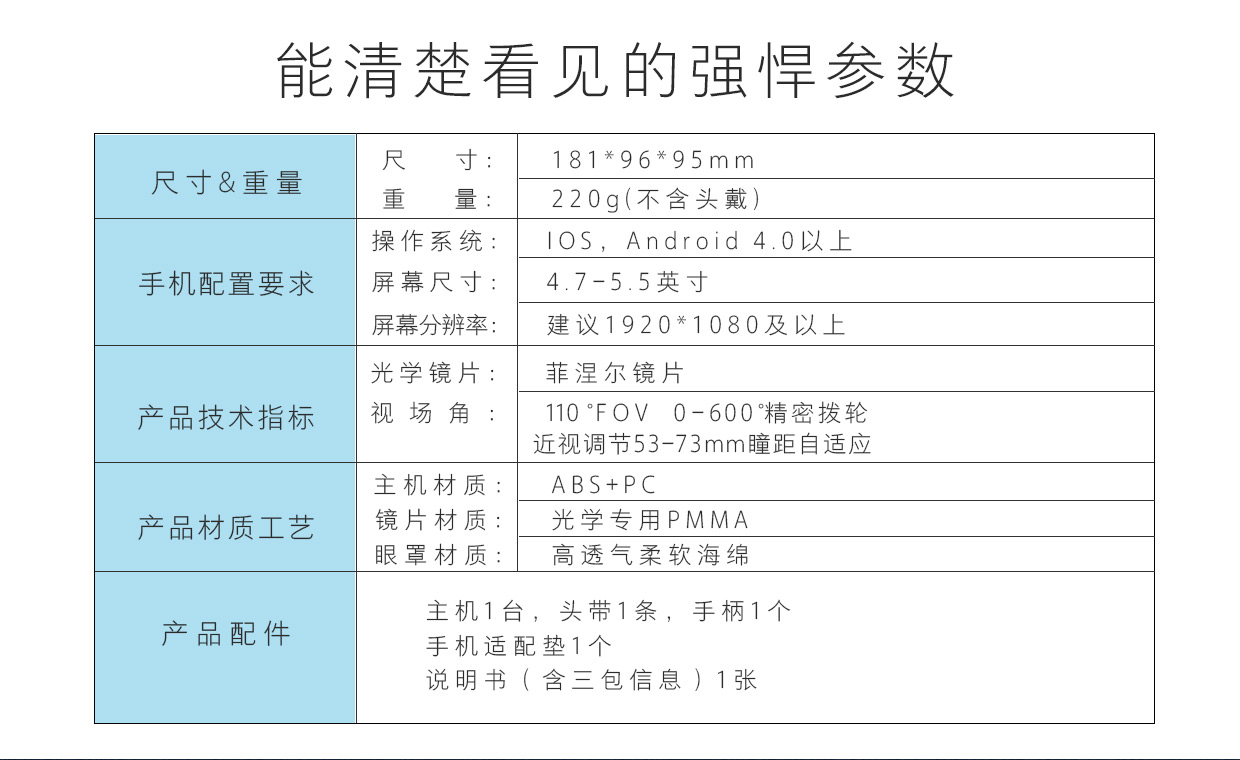 能清楚看见的强悍参数
尺寸&重量
尺寸: 181*96*95mm
重量: 220g(不含头戴)
手机配置要求
操作系统: IOS, Android 4.0以上
屏幕尺寸: 4.7-5.5英寸
屏幕分辨率: 建议1920*1080及以上
产品技术指标
光学镜片: 菲涅尔镜片
视场角: 110°FOV 0-600°精密拨轮
近视调节53-73mm瞳距自适应
产品材质工艺
主机材质: ABS+PC
镜片材质: 光学专用PMMA
眼罩材质: 高透气柔软海绵
产品配件
主机1台, 头带1条, 手柄1个
手机适配垫1个
说明书(含三包信息)1张